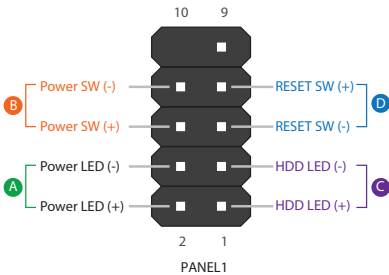 10 9
Power SW (-) RESET SW (+)
B D
Power SW (+) RESET SW (-)
Power LED (-) HDD LED (-)
A C
Power LED (+) HDD LED (+)
2 1
PANEL1